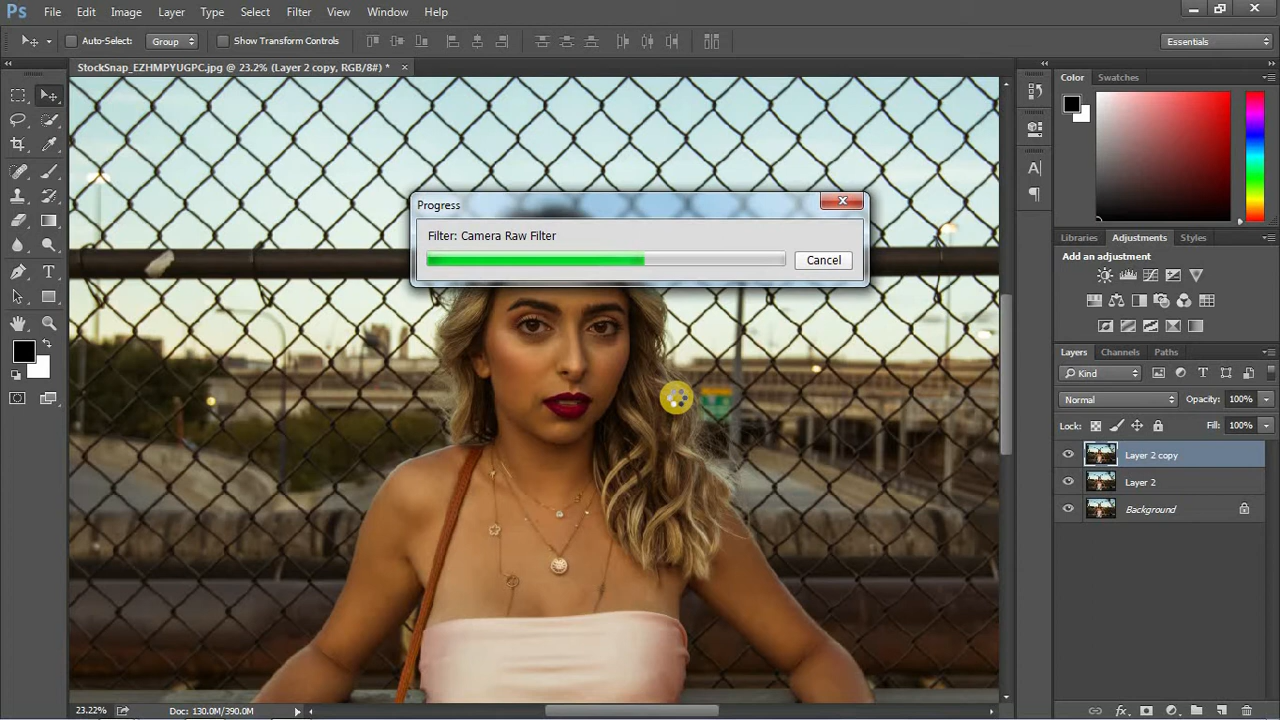 Ps File Edit Image Layer Type Select Filter View Window Help
Auto-Select: Group Show Transform Controls Essentials
StockSnap_EZHMPYUGPC.jpg @ 23.2% (Layer 2 copy, RGB/8#) * ×
Color Swatches
Progress
Filter: Camera Raw Filter
Cancel
Libraries Adjustments Styles
Add an adjustment
Layers Channels Paths
Kind
Normal Opacity: 100%
Lock: Fill: 100%
Layer 2 copy
Layer 2
Background
23.22% Doc: 130.0M/390.0M